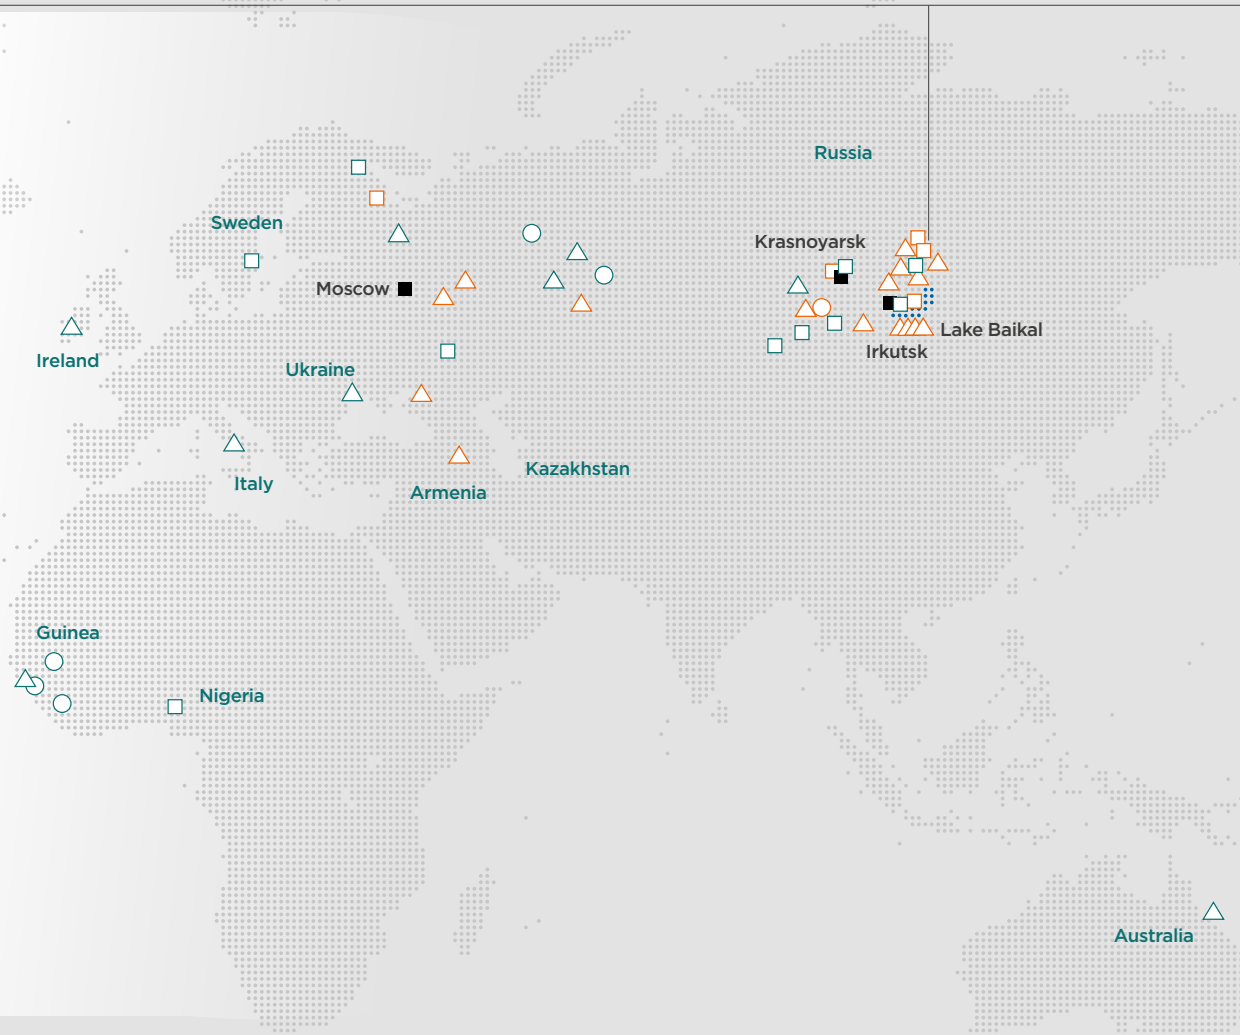 Russia
Sweden
Krasnoyarsk
Moscow
Lake Baikal
Irkutsk
Ireland
Ukraine
Kazakhstan
Italy
Armenia
Guinea
Nigeria
Australia